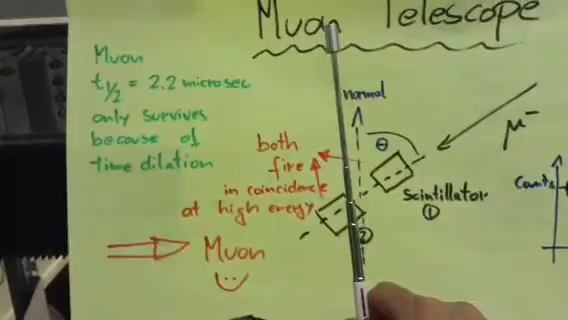 Muon Telescope
Muon
t½ = 2.2 microsec
only survives
because of
time dilation
normal
θ
μ⁻
both
fire
in coincidence
at high energy
scintillator
①
②
Counts
⇒ Muon